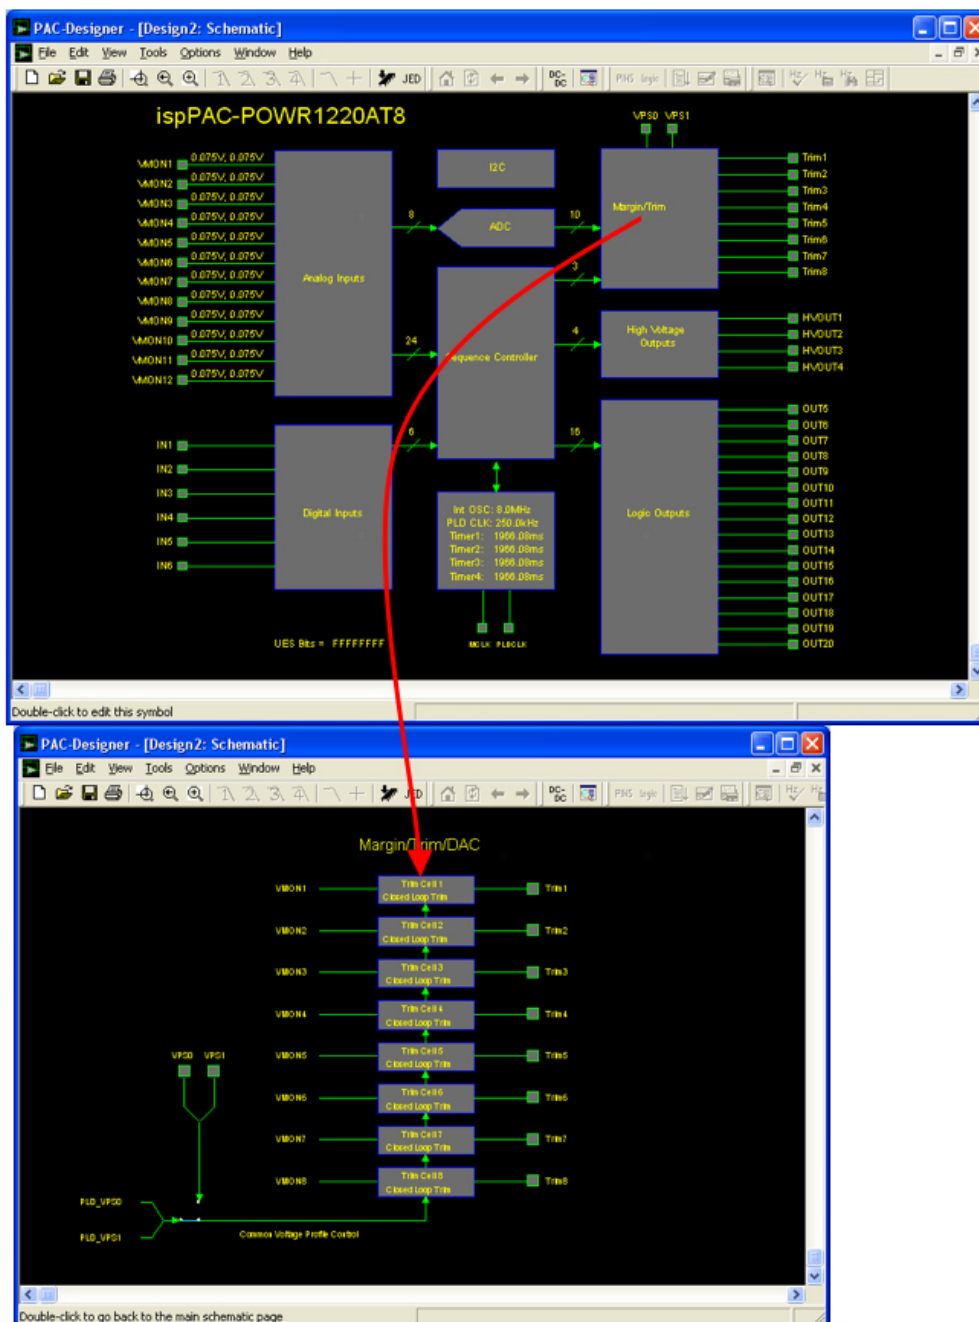 PAC-Designer - [Design2: Schematic]
File Edit View Tools Options Window Help
JED DC-DC PINS logic
ispPAC-POWR1220AT8
VPS0 VPS1
VMON1 0.075V, 0.075V
VMON2 0.075V, 0.075V
VMON3 0.075V, 0.075V
VMON4 0.075V, 0.075V
VMON5 0.075V, 0.075V
VMON6 0.075V, 0.075V
VMON7 0.075V, 0.075V
VMON8 0.075V, 0.075V
VMON9 0.075V, 0.075V
VMON10 0.075V, 0.075V
VMON11 0.075V, 0.075V
VMON12 0.075V, 0.075V
Analog Inputs
I2C
8
ADC
10
Margin/Trim
Trim1
Trim2
Trim3
Trim4
Trim5
Trim6
Trim7
Trim8
3
24
Sequence Controller
4
High Voltage
Outputs
HVOUT1
HVOUT2
HVOUT3
HVOUT4
IN1
IN2
IN3
IN4
IN5
IN6
Digital Inputs
6
16
Logic Outputs
OUT5
OUT6
OUT7
OUT8
OUT9
OUT10
OUT11
OUT12
OUT13
OUT14
OUT15
OUT16
OUT17
OUT18
OUT19
OUT20
Int OSC: 8.0MHz
PLD CLK: 250.0kHz
Timer1: 1966.08ms
Timer2: 1966.08ms
Timer3: 1966.08ms
Timer4: 1966.08ms
MCLK PLDCLK
UES Bits = FFFFFFFF
Double-click to edit this symbol
PAC-Designer - [Design2: Schematic]
File Edit View Tools Options Window Help
JED DC-DC PINS logic
Margin/Trim/DAC
VMON1 Trim Cell 1 Trim1
Closed Loop Trim
VMON2 Trim Cell 2 Trim2
Closed Loop Trim
VMON3 Trim Cell 3 Trim3
Closed Loop Trim
VMON4 Trim Cell 4 Trim4
Closed Loop Trim
VMON5 Trim Cell 5 Trim5
Closed Loop Trim
VMON6 Trim Cell 6 Trim6
Closed Loop Trim
VMON7 Trim Cell 7 Trim7
Closed Loop Trim
VMON8 Trim Cell 8 Trim8
Closed Loop Trim
VPS0 VPS1
PLD_VPS0
PLD_VPS1
Common Voltage Profile Control
Double-click to go back to the main schematic page